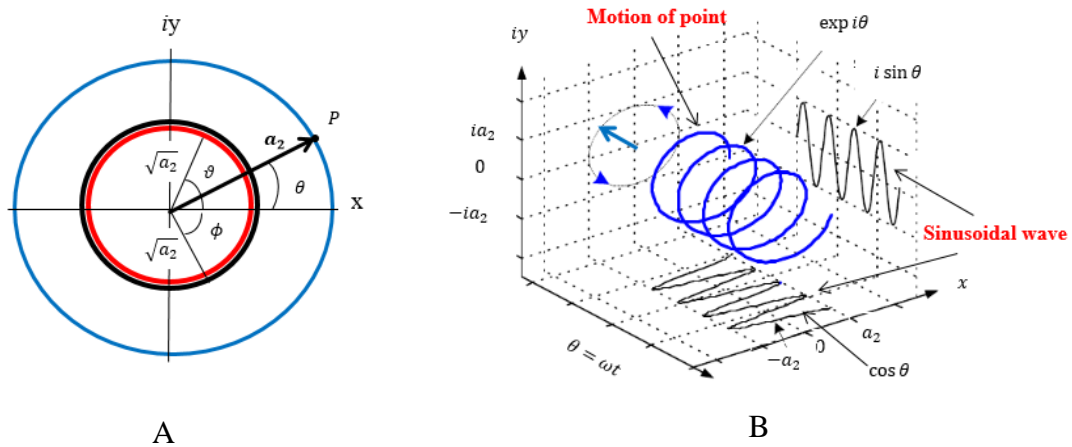 iy
P
a₂
√a₂
ϑ
θ
x
√a₂
ϕ
A
Motion of point
exp iθ
iy
i sin θ
ia₂
0
−ia₂
Sinusoidal wave
x
a₂
0
−a₂
θ = ωt
cos θ
B